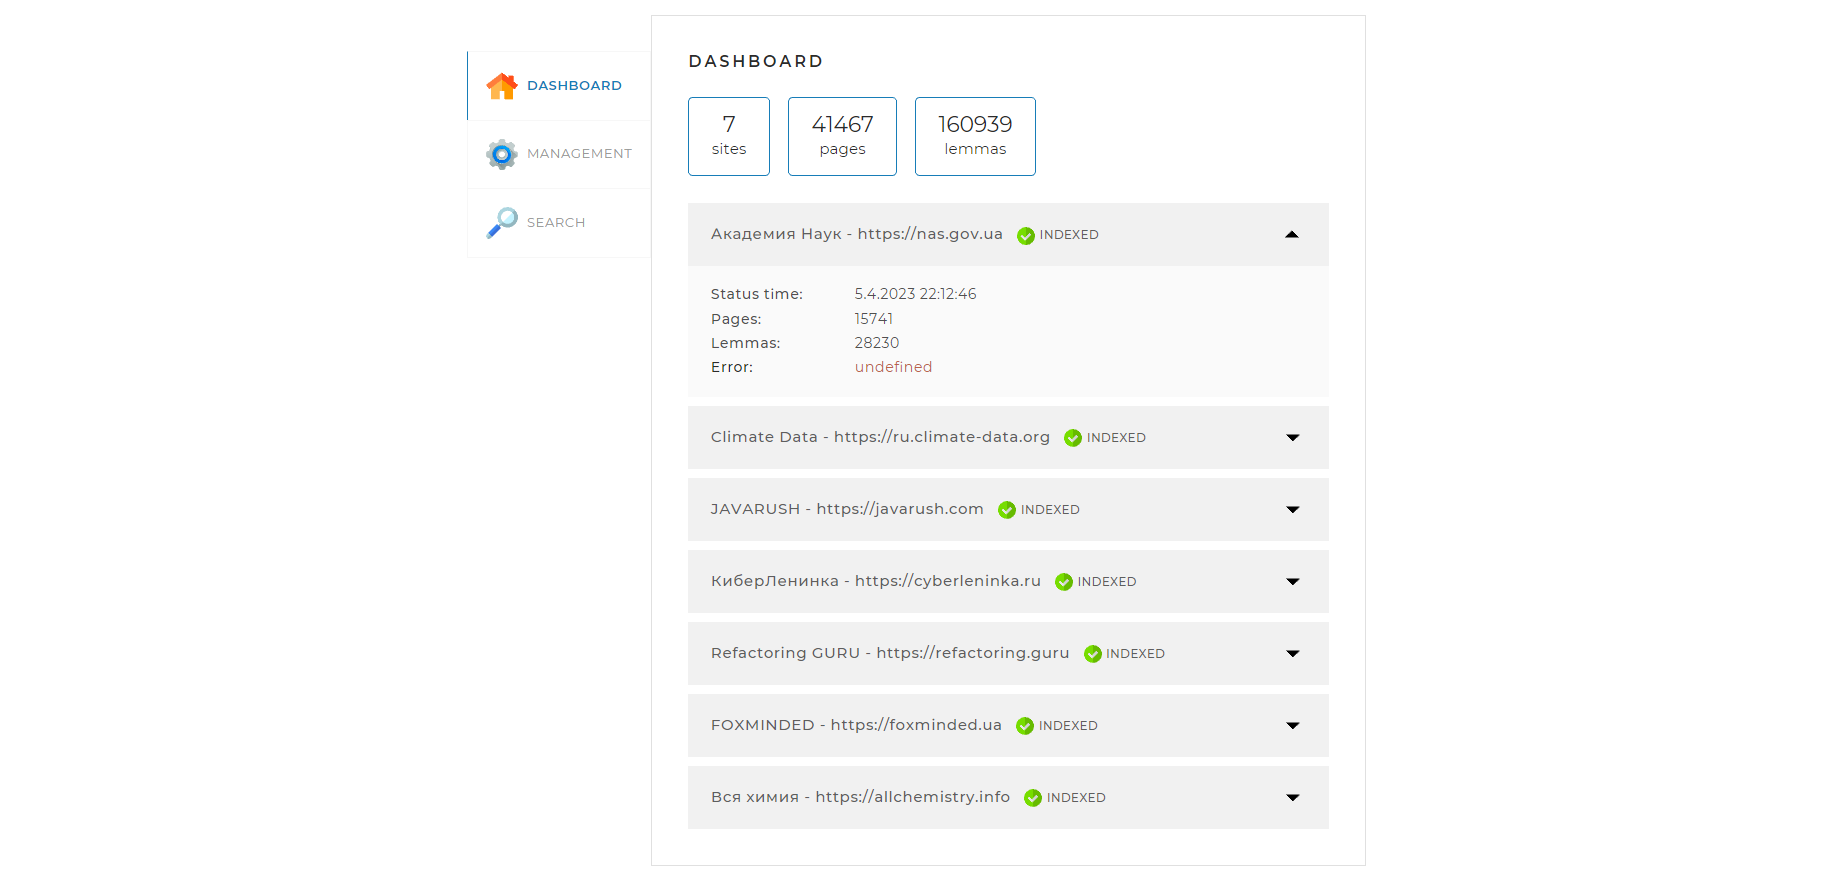 DASHBOARD
MANAGEMENT
SEARCH
DASHBOARD
7
sites
41467
pages
160939
lemmas
Академия Наук - https://nas.gov.ua INDEXED
Status time: 5.4.2023 22:12:46
Pages: 15741
Lemmas: 28230
Error: undefined
Climate Data - https://ru.climate-data.org INDEXED
JAVARUSH - https://javarush.com INDEXED
КиберЛенинка - https://cyberleninka.ru INDEXED
Refactoring GURU - https://refactoring.guru INDEXED
FOXMINDED - https://foxminded.ua INDEXED
Вся химия - https://allchemistry.info INDEXED